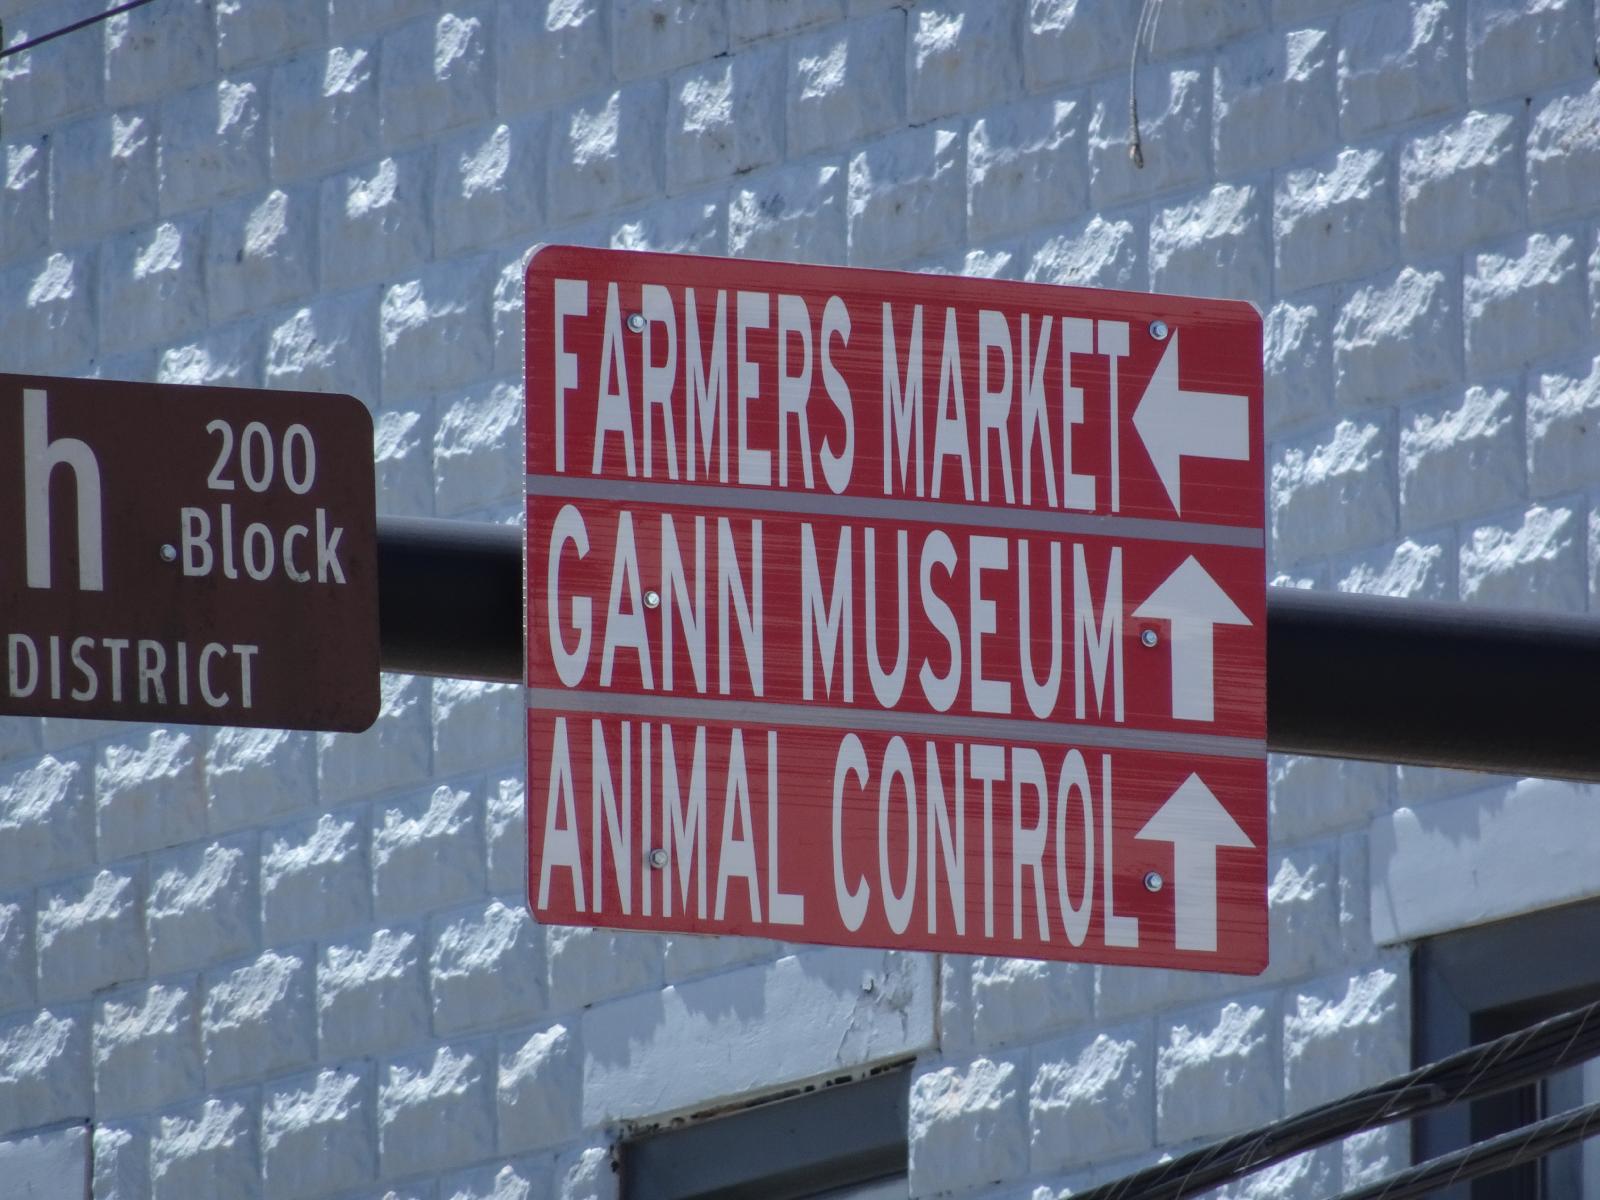 h 200
Block
DISTRICT
FARMERS MARKET
GANN MUSEUM
ANIMAL CONTROL